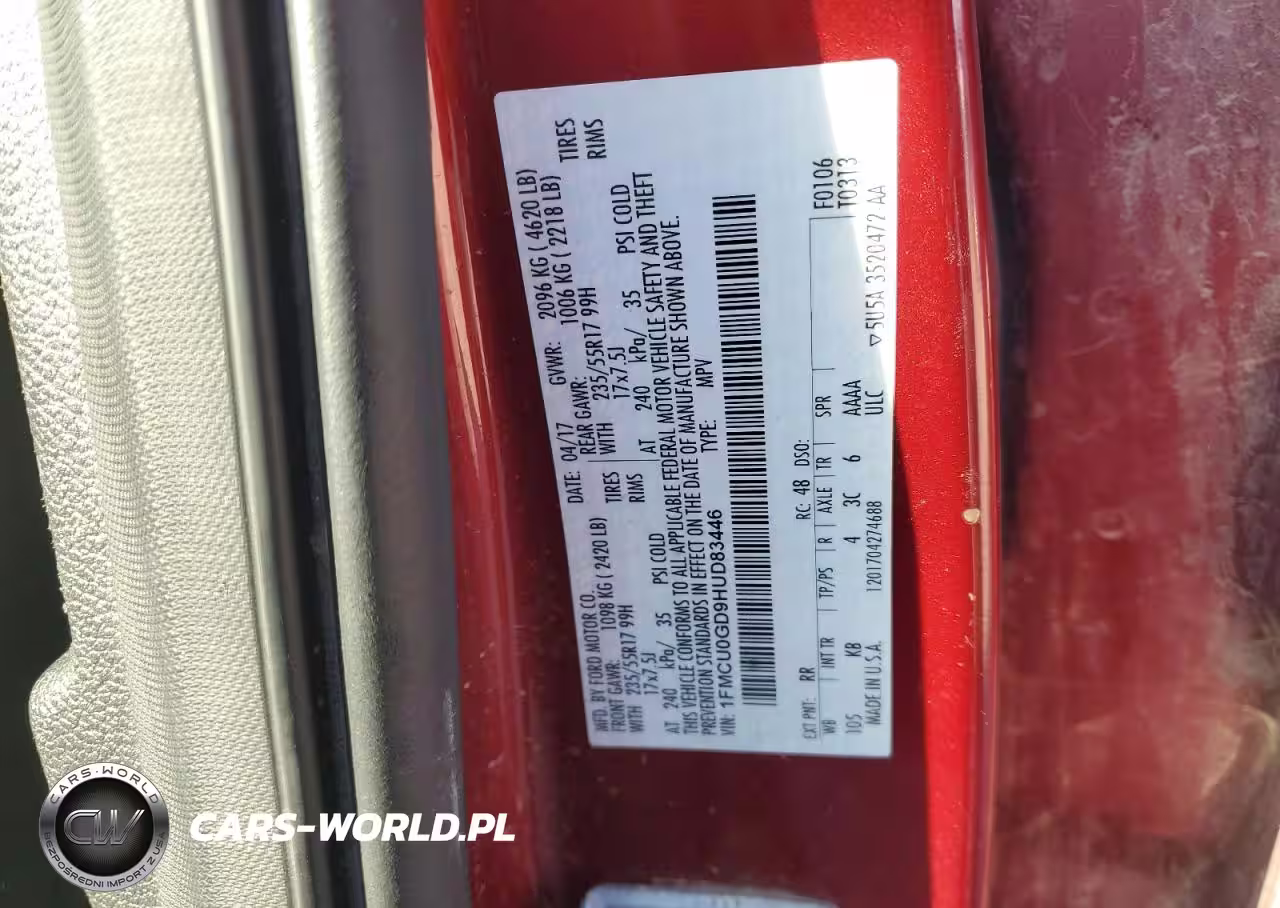 MFD. BY FORD MOTOR CO. DATE: 04/17 GVWR: 2096 KG ( 4620 LB)
FRONT GAWR: 1098 KG ( 2420 LB) REAR GAWR: 1006 KG ( 2218 LB)
WITH 235/55R17 99H TIRES WITH 235/55R17 99H TIRES
17x7.5J RIMS 17x7.5J RIMS
AT 240 kPa/ 35 PSI COLD AT 240 kPa/ 35 PSI COLD
THIS VEHICLE CONFORMS TO ALL APPLICABLE FEDERAL MOTOR VEHICLE SAFETY AND THEFT
PREVENTION STANDARDS IN EFFECT ON THE DATE OF MANUFACTURE SHOWN ABOVE.
VIN: 1FMCU0GD9HUD83446 TYPE: MPV
F0106
T0313
EXT PNT: RR RC: 48 DSO:
WB INT TR TP/PS R AXLE TR SPR
105 KB 4 3C 6 AAAA
MADE IN U.S.A. 1201704274688 ULC
▽5U5A 3520472 AA
CARS-WORLD
CW
BEZPOŚREDNI IMPORT Z USA
CARS-WORLD.PL